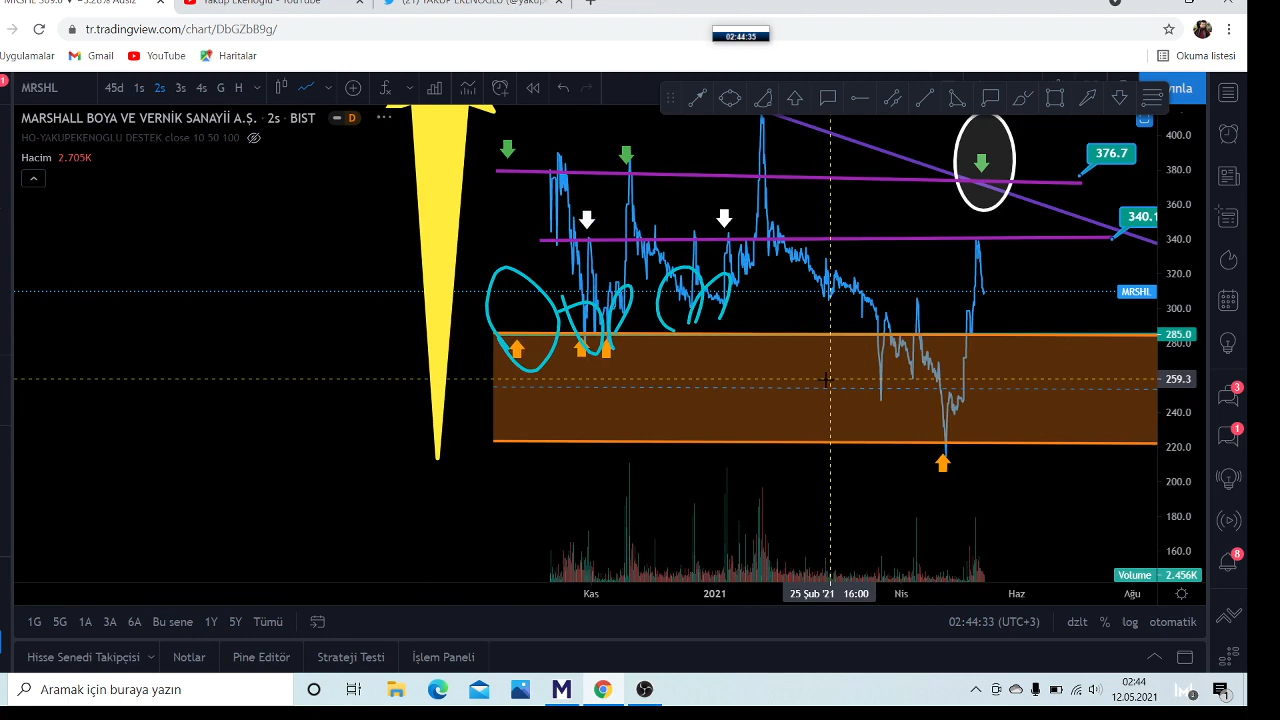 Yakup Ekenoğlu - YouTube
tr.tradingview.com/chart/DbGZbB9g/
02:44:35
Uygulamalar
Gmail
YouTube
Haritalar
Okuma listesi
MRSHL
45d 1s 2s 3s 4s G H
MARSHALL BOYA VE VERNİK SANAYİİ A.Ş. · 2s · BIST
D
HO-YAKUPEKENOGLU DESTEK close 10 50 100
Hacim 2.705K
376.7
340.1
400.0
380.0
360.0
340.0
320.0
MRSHL
300.0
285.0
280.0
259.3
240.0
220.0
200.0
180.0
160.0
Volume 2.456K
Kas
2021
25 Şub '21 16:00
Nis
Haz
Ağu
1G 5G 1A 3A 6A Bu sene 1Y 5Y Tümü
02:44:33 (UTC+3)
dzlt % log otomatik
Hisse Senedi Takipçisi
Notlar
Pine Editör
Strateji Testi
İşlem Paneli
3
1
8
Aramak için buraya yazın
02:44
12.05.2021